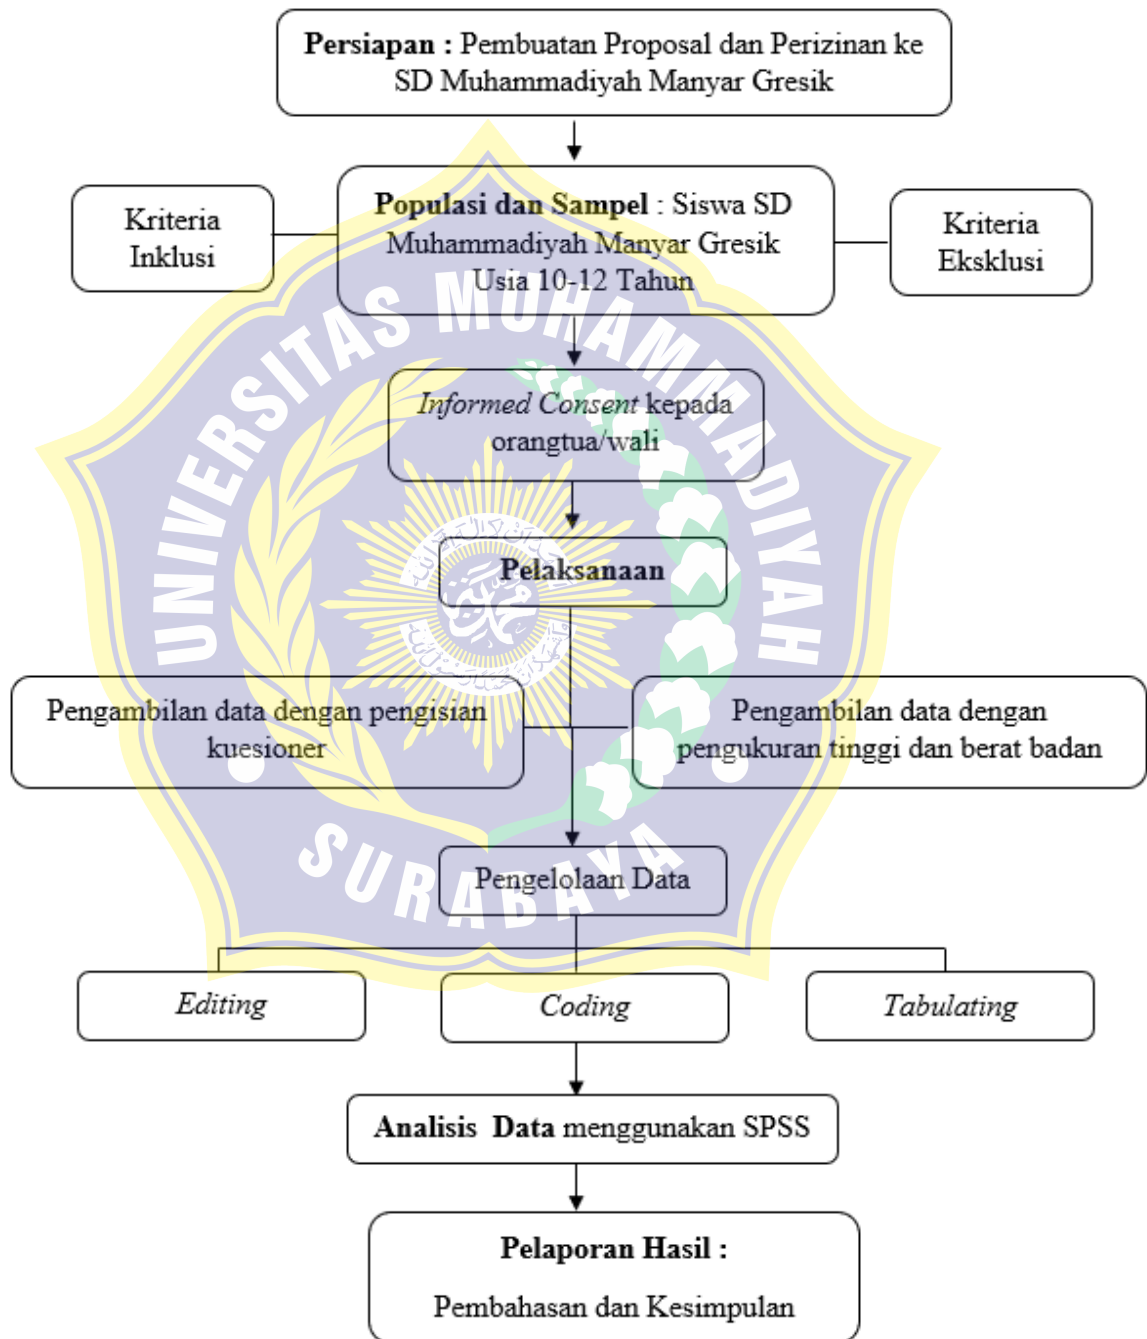 Persiapan : Pembuatan Proposal dan Perizinan ke
SD Muhammadiyah Manyar Gresik
Kriteria
Inklusi
Populasi dan Sampel : Siswa SD
Muhammadiyah Manyar Gresik
Usia 10-12 Tahun
Kriteria
Eksklusi
UNIVERSITAS MUHAMMADIYAH
Informed Consent kepada
orangtua/wali
Pelaksanaan
محمد
Pengambilan data dengan pengisian
kuesioner
Pengambilan data dengan
pengukuran tinggi dan berat badan
SURABAYA
Pengelolaan Data
Editing
Coding
Tabulating
Analisis  Data menggunakan SPSS
Pelaporan Hasil :
Pembahasan dan Kesimpulan